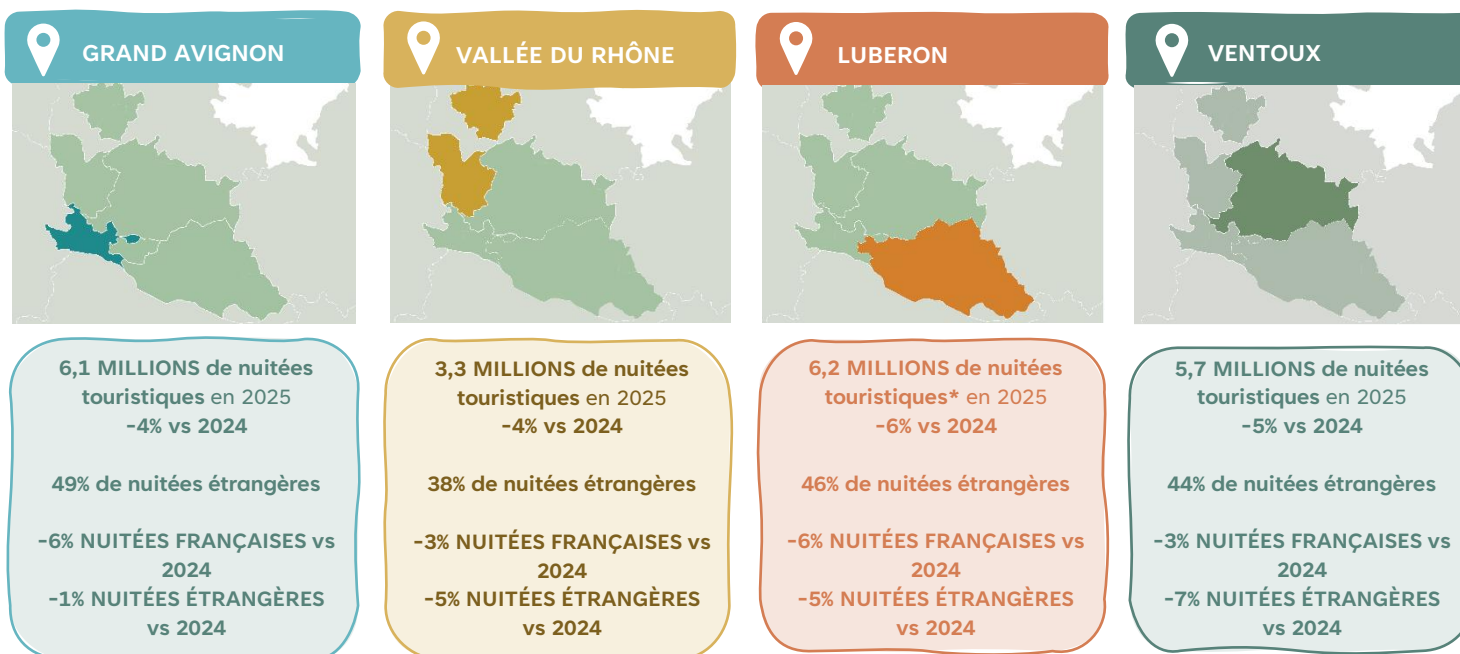 GRAND AVIGNON
6,1 MILLIONS de nuitées
touristiques en 2025
-4% vs 2024
49% de nuitées étrangères
-6% NUITÉES FRANÇAISES vs
2024
-1% NUITÉES ÉTRANGÈRES
vs 2024
VALLÉE DU RHÔNE
3,3 MILLIONS de nuitées
touristiques en 2025
-4% vs 2024
38% de nuitées étrangères
-3% NUITÉES FRANÇAISES vs
2024
-5% NUITÉES ÉTRANGÈRES
vs 2024
LUBERON
6,2 MILLIONS de nuitées
touristiques* en 2025
-6% vs 2024
46% de nuitées étrangères
-6% NUITÉES FRANÇAISES vs
2024
-5% NUITÉES ÉTRANGÈRES
vs 2024
VENTOUX
5,7 MILLIONS de nuitées
touristiques en 2025
-5% vs 2024
44% de nuitées étrangères
-3% NUITÉES FRANÇAISES vs
2024
-7% NUITÉES ÉTRANGÈRES
vs 2024